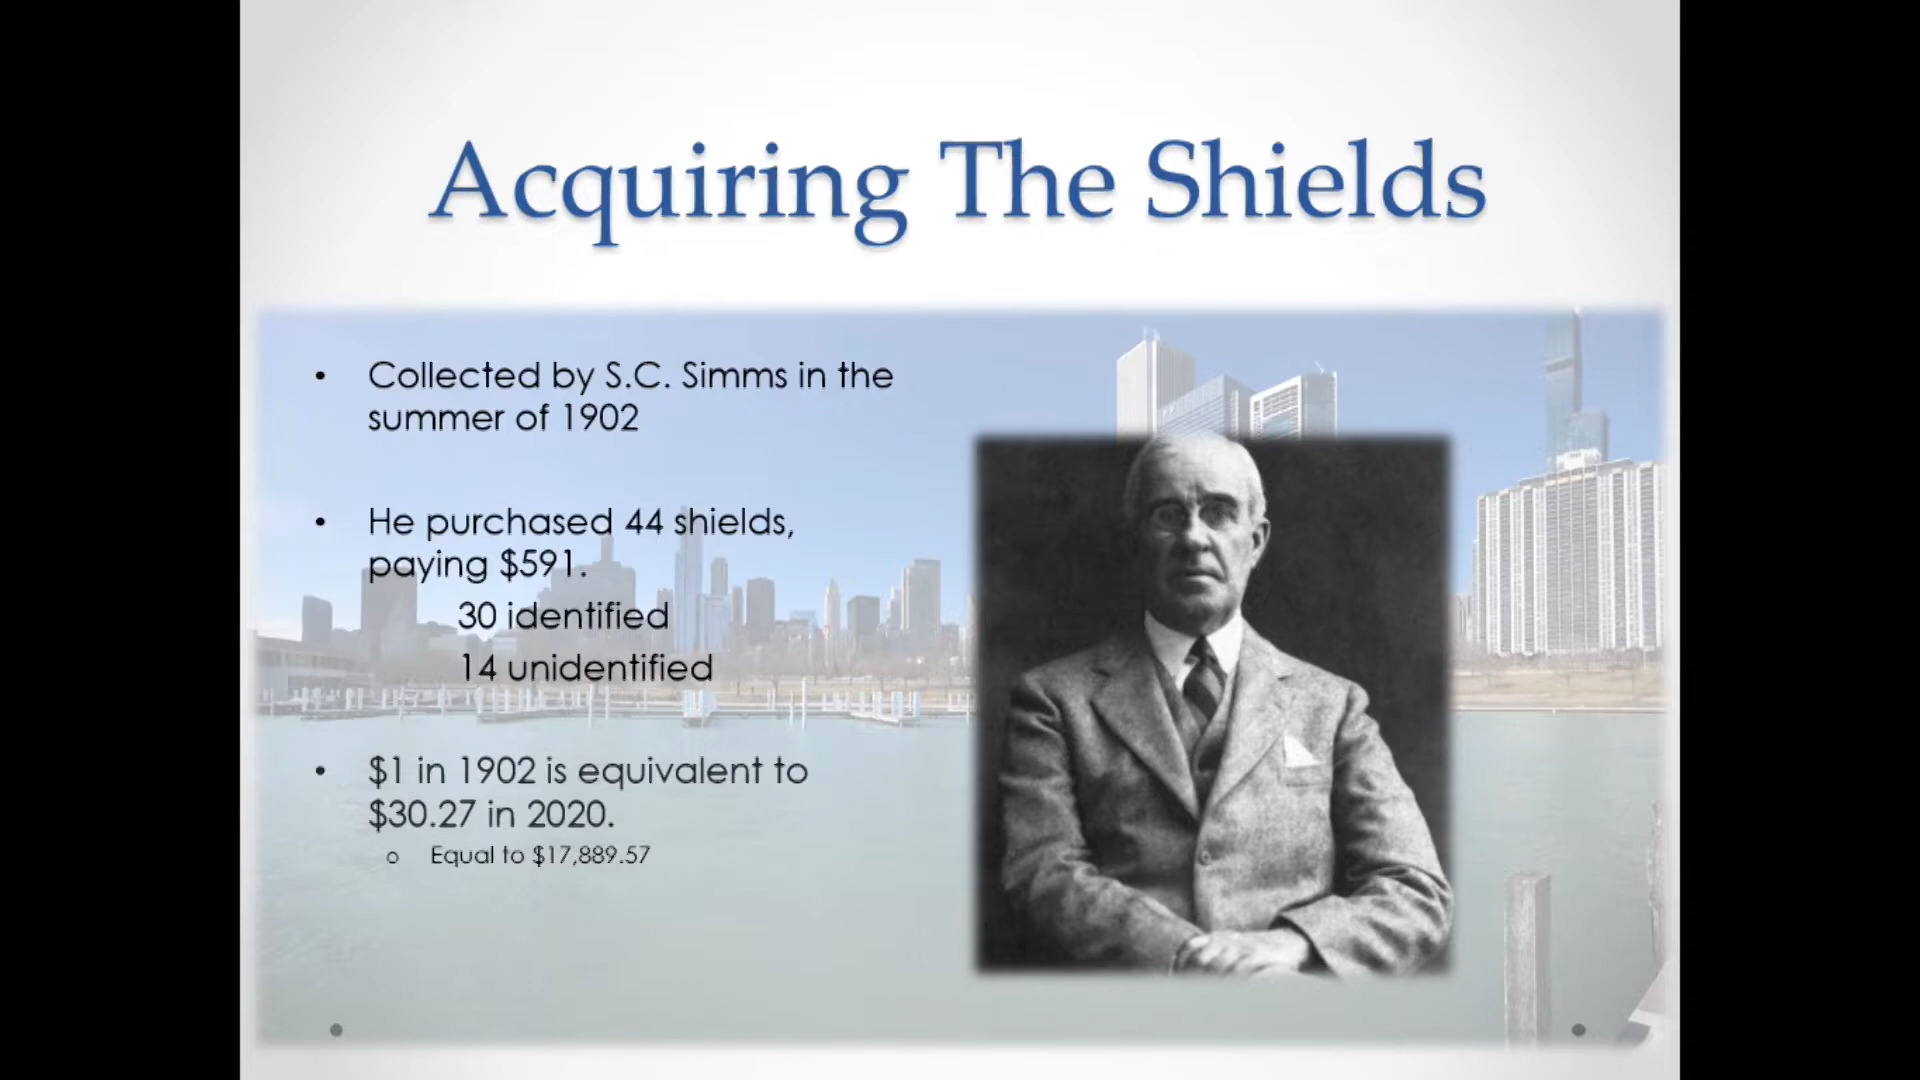 Acquiring The Shields
• Collected by S.C. Simms in the
summer of 1902
• He purchased 44 shields,
paying $591.
30 identified
14 unidentified
• $1 in 1902 is equivalent to
$30.27 in 2020.
o Equal to $17,889.57